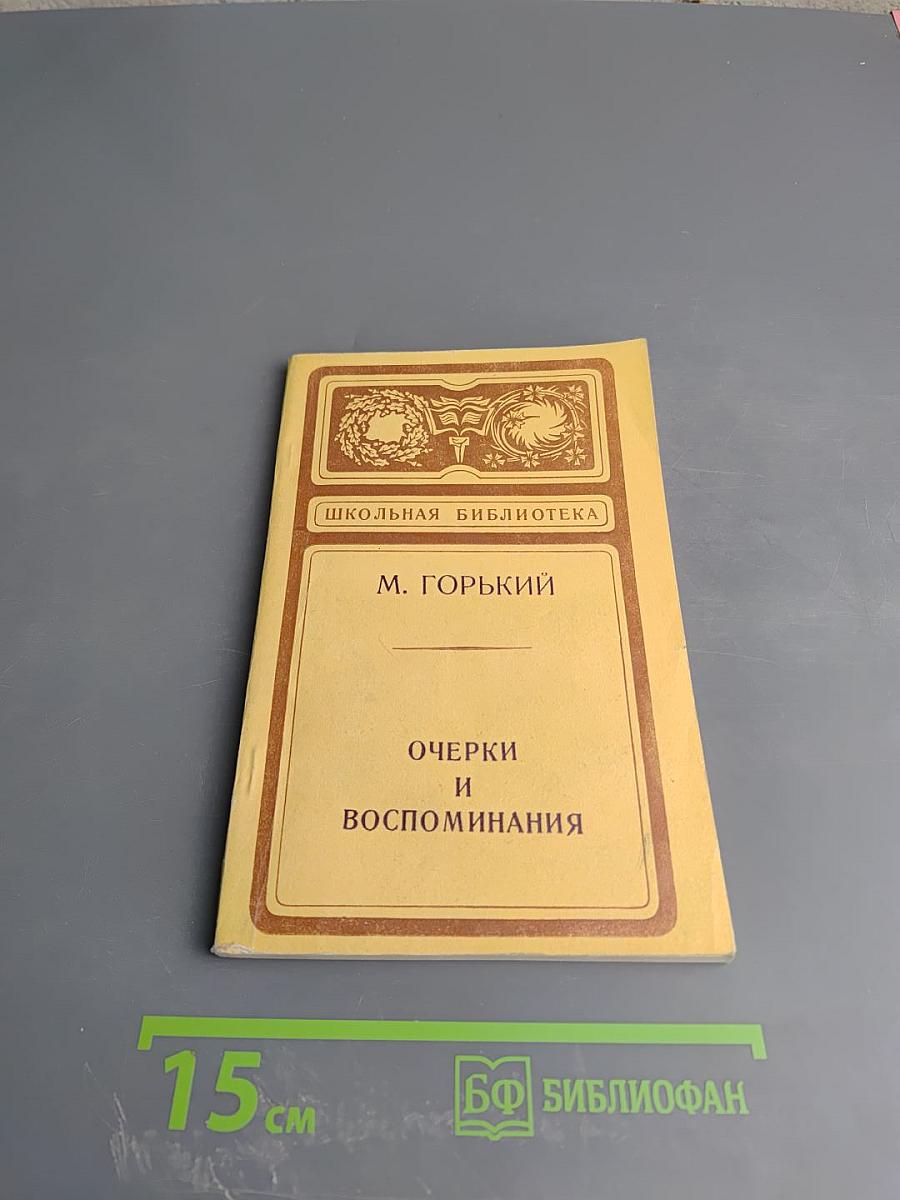 ШКОЛЬНАЯ БИБЛИОТЕКА
М. ГОРЬКИЙ
ОЧЕРКИ
И
ВОСПОМИНАНИЯ
15 см
БФ БИБЛИОФАН